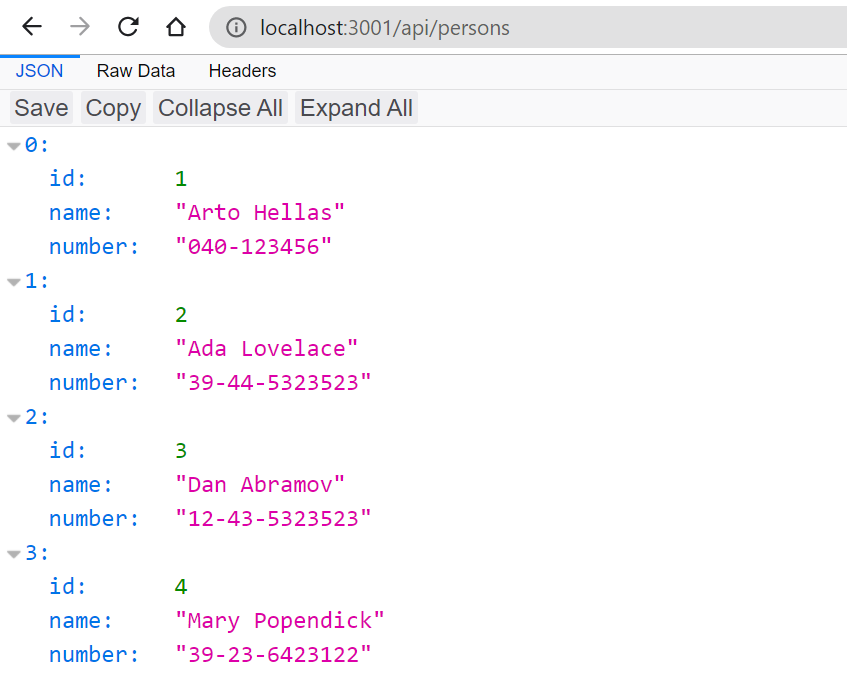 localhost:3001/api/persons
JSON Raw Data Headers
Save Copy Collapse All Expand All
0:
id: 1
name: "Arto Hellas"
number: "040-123456"
1:
id: 2
name: "Ada Lovelace"
number: "39-44-5323523"
2:
id: 3
name: "Dan Abramov"
number: "12-43-5323523"
3:
id: 4
name: "Mary Popendick"
number: "39-23-6423122"